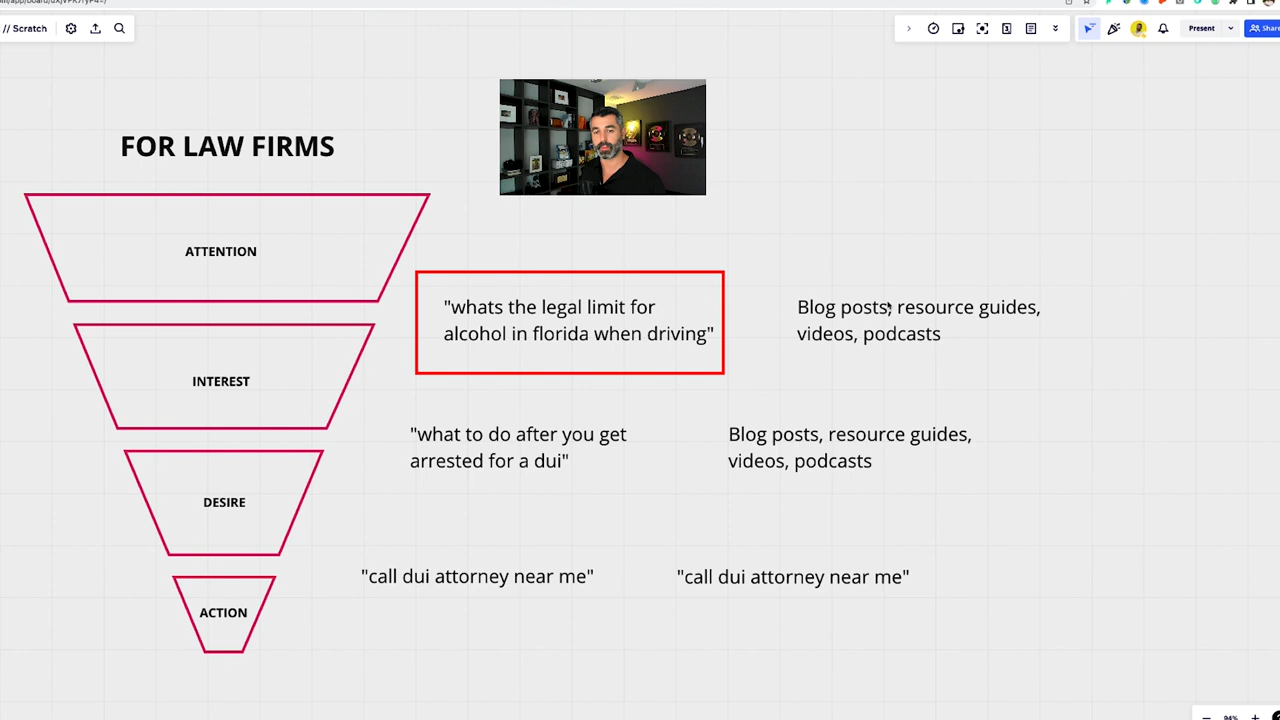 // Scratch
Present
Share
FOR LAW FIRMS
ATTENTION
"whats the legal limit for
alcohol in florida when driving"
Blog posts, resource guides,
videos, podcasts
INTEREST
"what to do after you get
arrested for a dui"
Blog posts, resource guides,
videos, podcasts
DESIRE
"call dui attorney near me"
"call dui attorney near me"
ACTION
94%